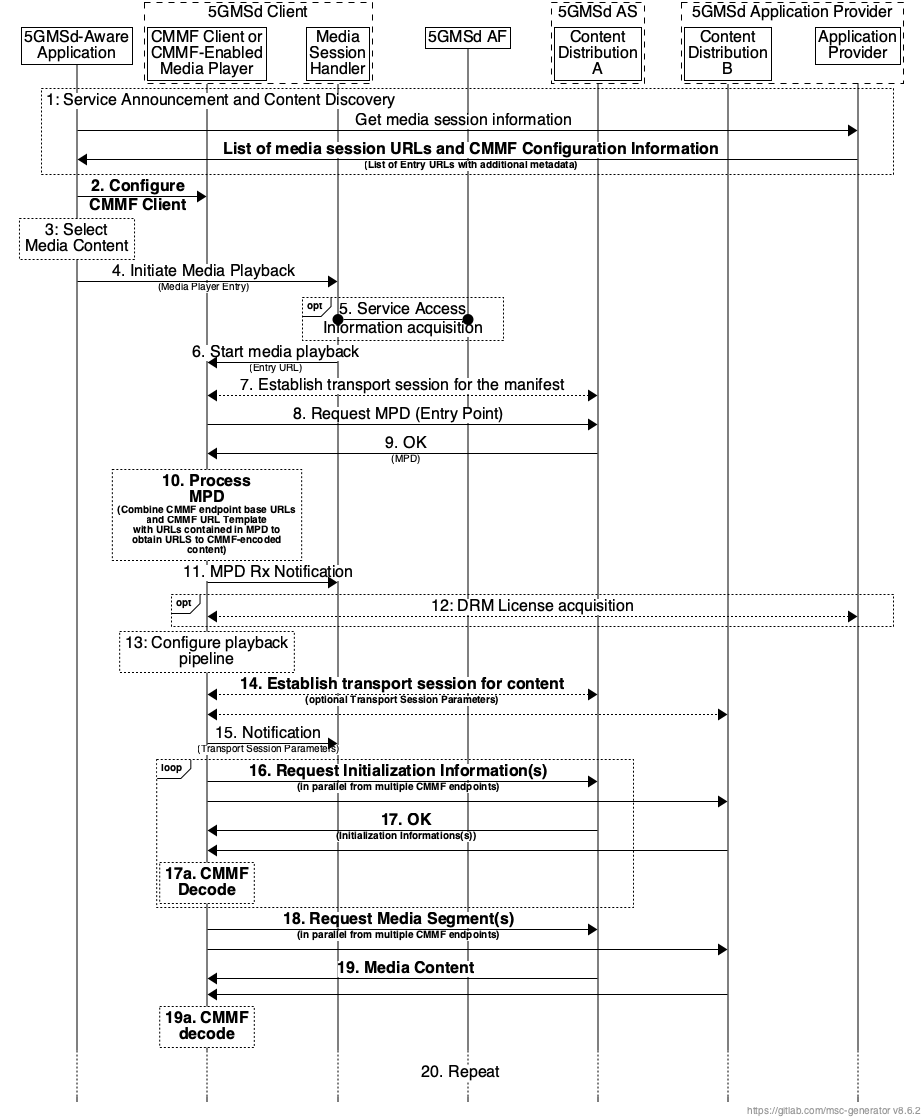 5GMSd Client
5GMSd AS
5GMSd Application Provider
5GMSd-Aware
Application
CMMF Client or
CMMF-Enabled
Media Player
Media
Session
Handler
5GMSd AF
Content
Distribution
A
Content
Distribution
B
Application
Provider
1: Service Announcement and Content Discovery
Get media session information
List of media session URLs and CMMF Configuration Information
(List of Entry URLs with additional metadata)
2. Configure
CMMF Client
3: Select
Media Content
4. Initiate Media Playback
(Media Player Entry)
opt
5. Service Access
Information acquisition
6. Start media playback
(Entry URL)
7. Establish transport session for the manifest
8. Request MPD (Entry Point)
9. OK
(MPD)
10. Process
MPD
(Combine CMMF endpoint base URLs
and CMMF URL Template
with URLs contained in MPD to
obtain URLS to CMMF-encoded
content)
11. MPD Rx Notification
opt
12: DRM License acquisition
13: Configure playback
pipeline
14. Establish transport session for content
(optional Transport Session Parameters)
15. Notification
(Transport Session Parameters)
loop
16. Request Initialization Information(s)
(in parallel from multiple CMMF endpoints)
17. OK
(Initialization Informations(s))
17a. CMMF
Decode
18. Request Media Segment(s)
(in parallel from multiple CMMF endpoints)
19. Media Content
19a. CMMF
decode
20. Repeat
https://gitlab.com/msc-generator v8.6.2